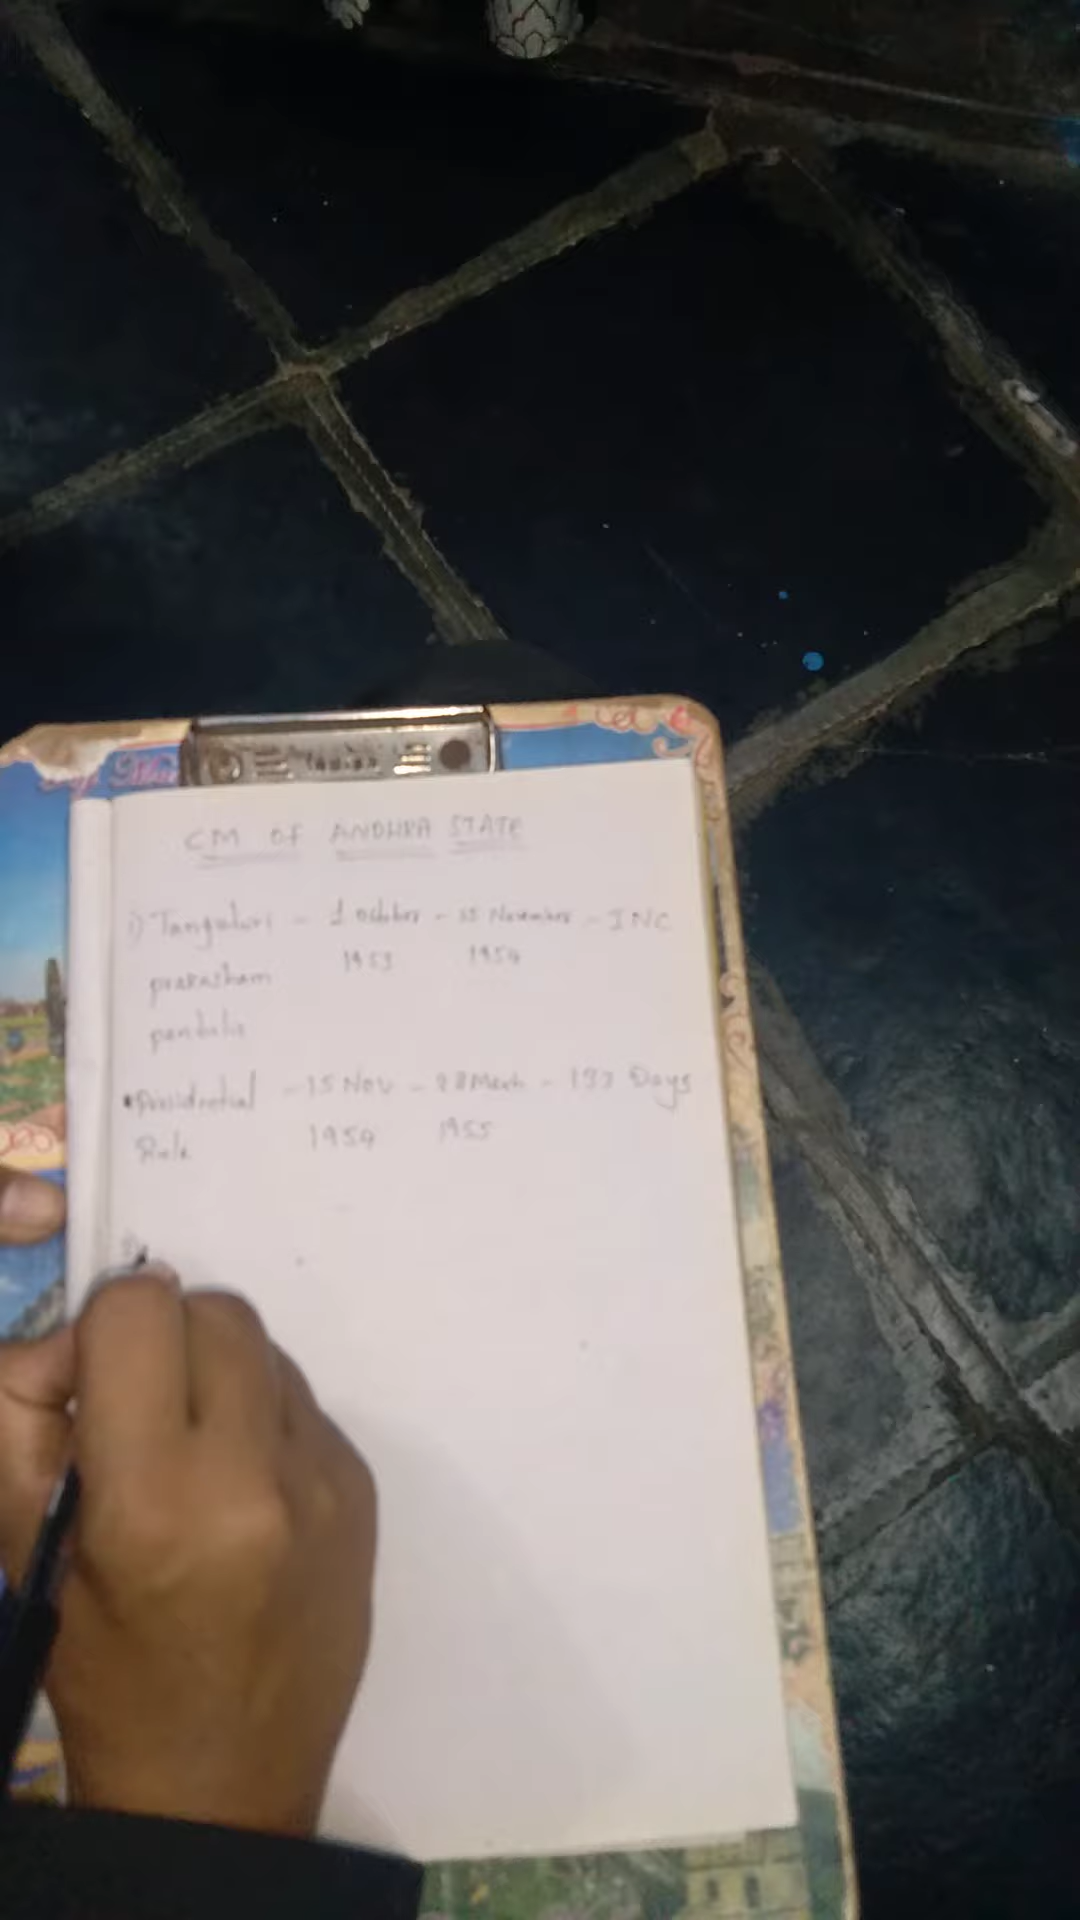 CM OF ANDHRA STATE
1) Tanguturi - 1 October - 15 November - INC
prakasham 1953 1954
pantulu
Presidential - 15 Nov - 28 March - 133 Days
Rule 1954 1955